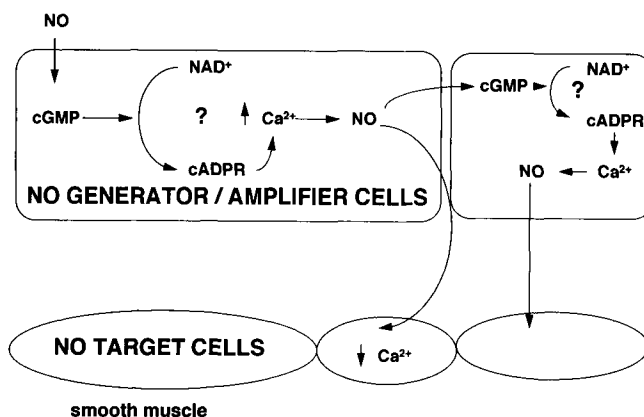 NO
NAD⁺
cGMP
?
Ca²⁺
NO
cADPR
NO GENERATOR / AMPLIFIER CELLS
cGMP
NAD⁺
?
cADPR
NO
Ca²⁺
NO TARGET CELLS
Ca²⁺
smooth muscle